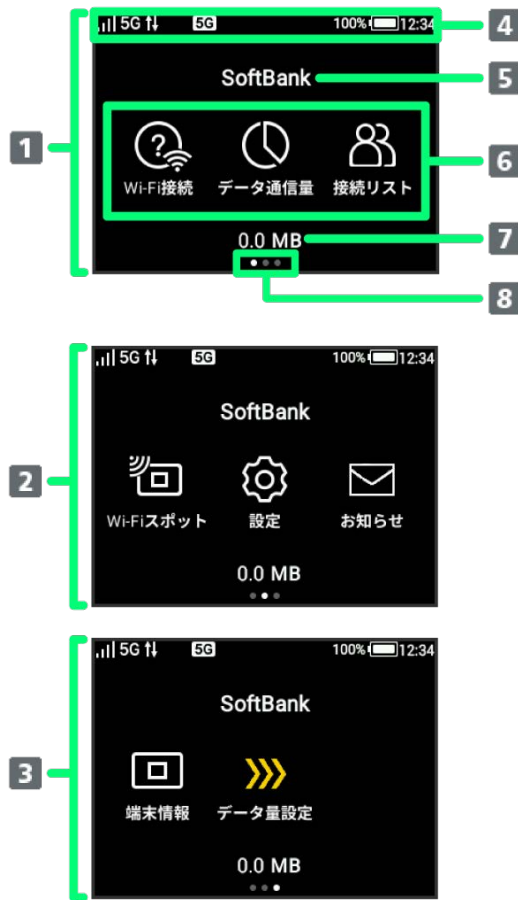 5G 5G 100% 12:34
4
SoftBank
5
1
?
6
Wi-Fi接続 データ通信量 接続リスト
0.0 MB
7
8
5G 5G 100% 12:34
SoftBank
2
Wi-Fiスポット 設定 お知らせ
0.0 MB
5G 5G 100% 12:34
SoftBank
3
端末情報 データ量設定
0.0 MB